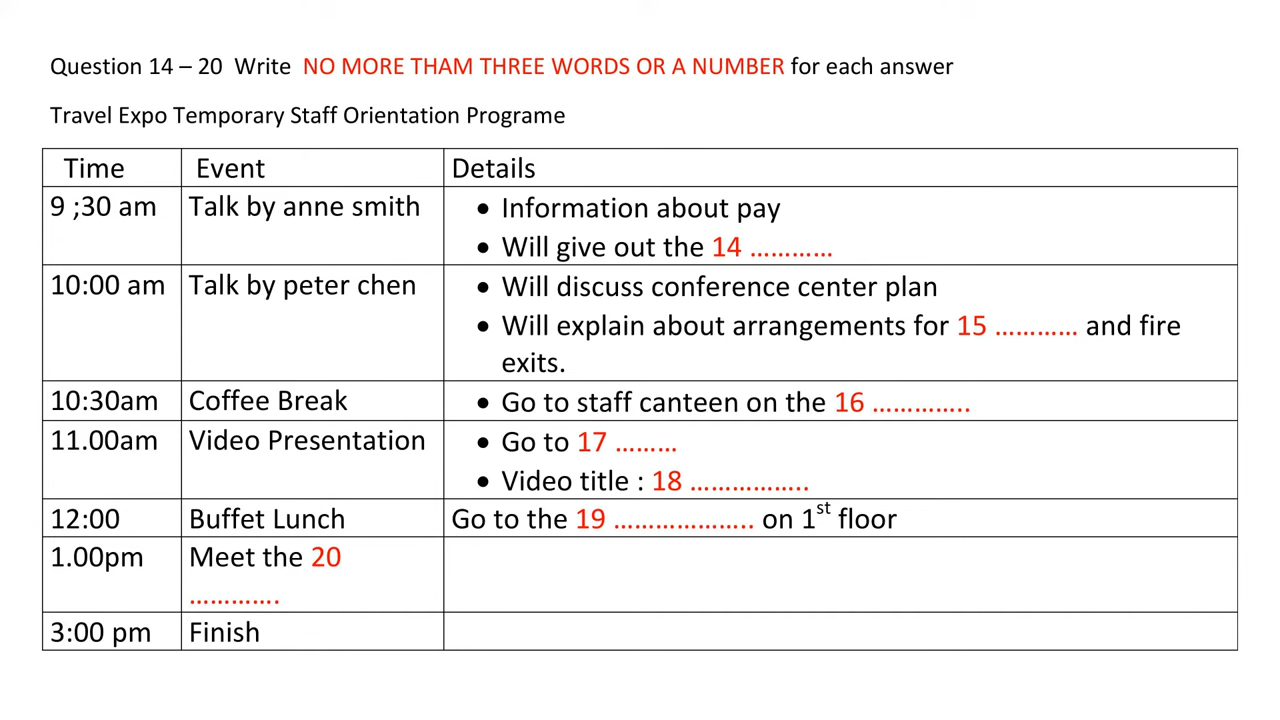 Question 14 – 20  Write  NO MORE THAM THREE WORDS OR A NUMBER for each answer
Travel Expo Temporary Staff Orientation Programe
Time Event Details
9 ;30 am Talk by anne smith • Information about pay
• Will give out the 14 …………
10:00 am Talk by peter chen • Will discuss conference center plan
• Will explain about arrangements for 15 ………… and fire
exits.
10:30am Coffee Break • Go to staff canteen on the 16 …………..
11.00am Video Presentation • Go to 17 ………
• Video title : 18 ……………..
12:00 Buffet Lunch Go to the 19 ……………….. on 1st floor
1.00pm Meet the 20
………….
3:00 pm Finish